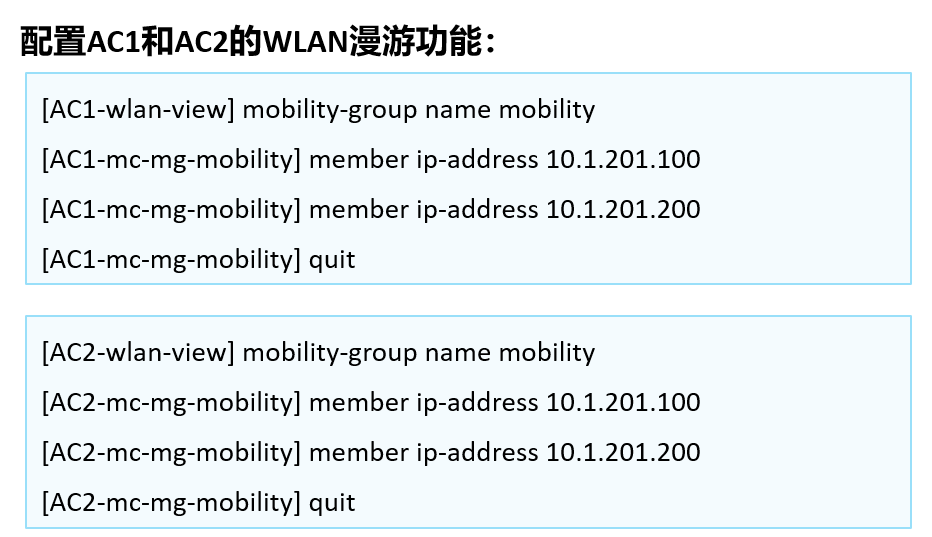 配置AC1和AC2的WLAN漫游功能：
[AC1-wlan-view] mobility-group name mobility
[AC1-mc-mg-mobility] member ip-address 10.1.201.100
[AC1-mc-mg-mobility] member ip-address 10.1.201.200
[AC1-mc-mg-mobility] quit
[AC2-wlan-view] mobility-group name mobility
[AC2-mc-mg-mobility] member ip-address 10.1.201.100
[AC2-mc-mg-mobility] member ip-address 10.1.201.200
[AC2-mc-mg-mobility] quit